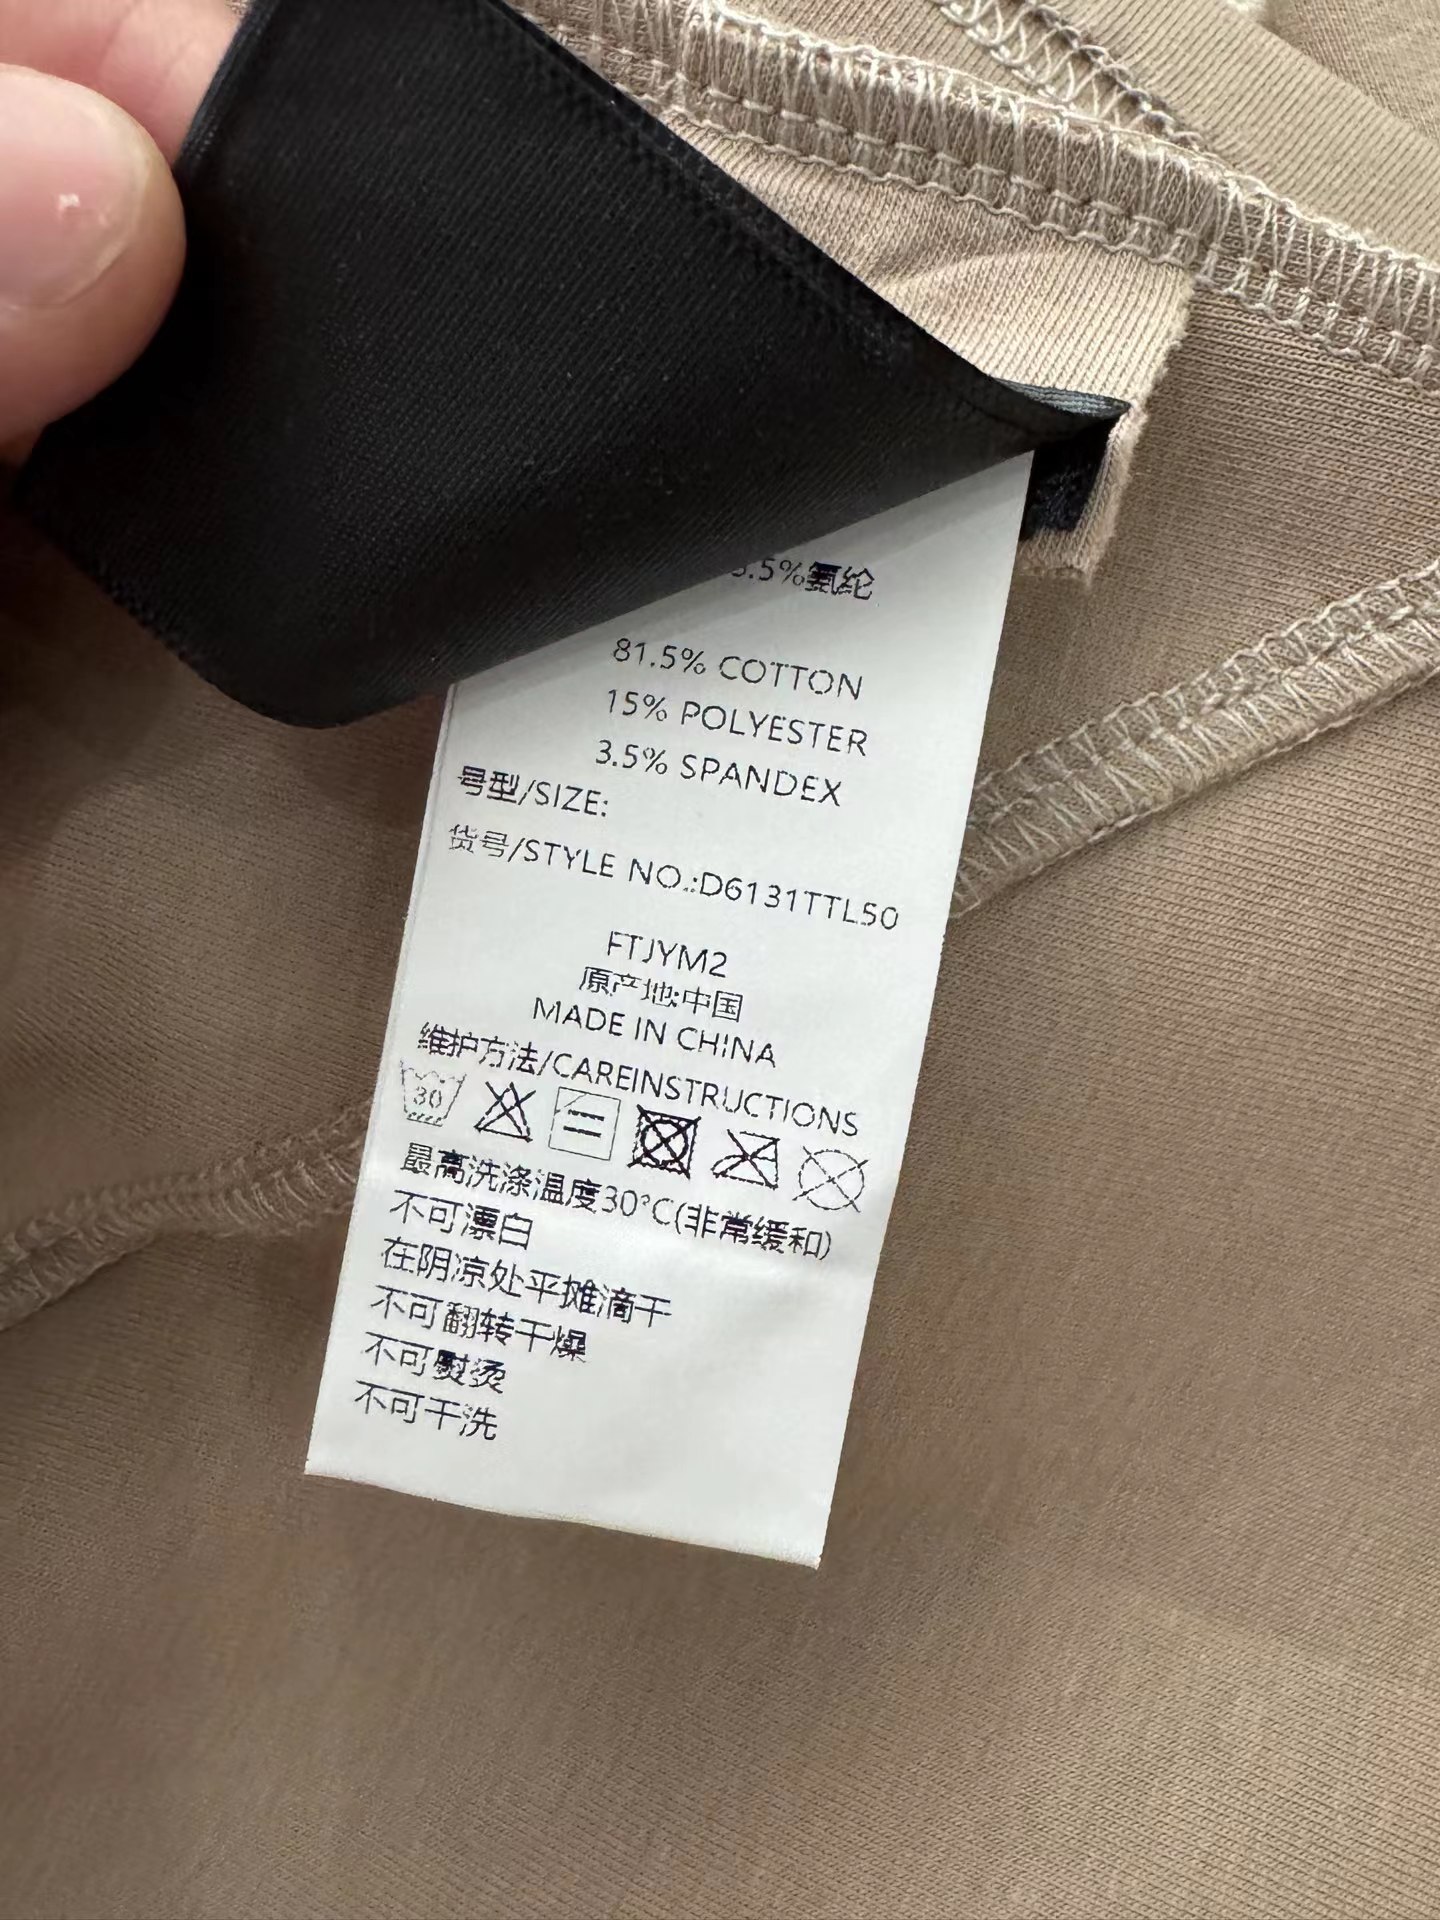 3.5%氨纶
81.5% COTTON
15% POLYESTER
3.5% SPANDEX
号型/SIZE:
货号/STYLE NO.:D6131TTL50
FTJYM2
原产地:中国
MADE IN CHINA
维护方法/CAREINSTRUCTIONS
30
最高洗涤温度30°C(非常缓和)
不可漂白
在阴凉处平摊滴干
不可翻转干燥
不可熨烫
不可干洗